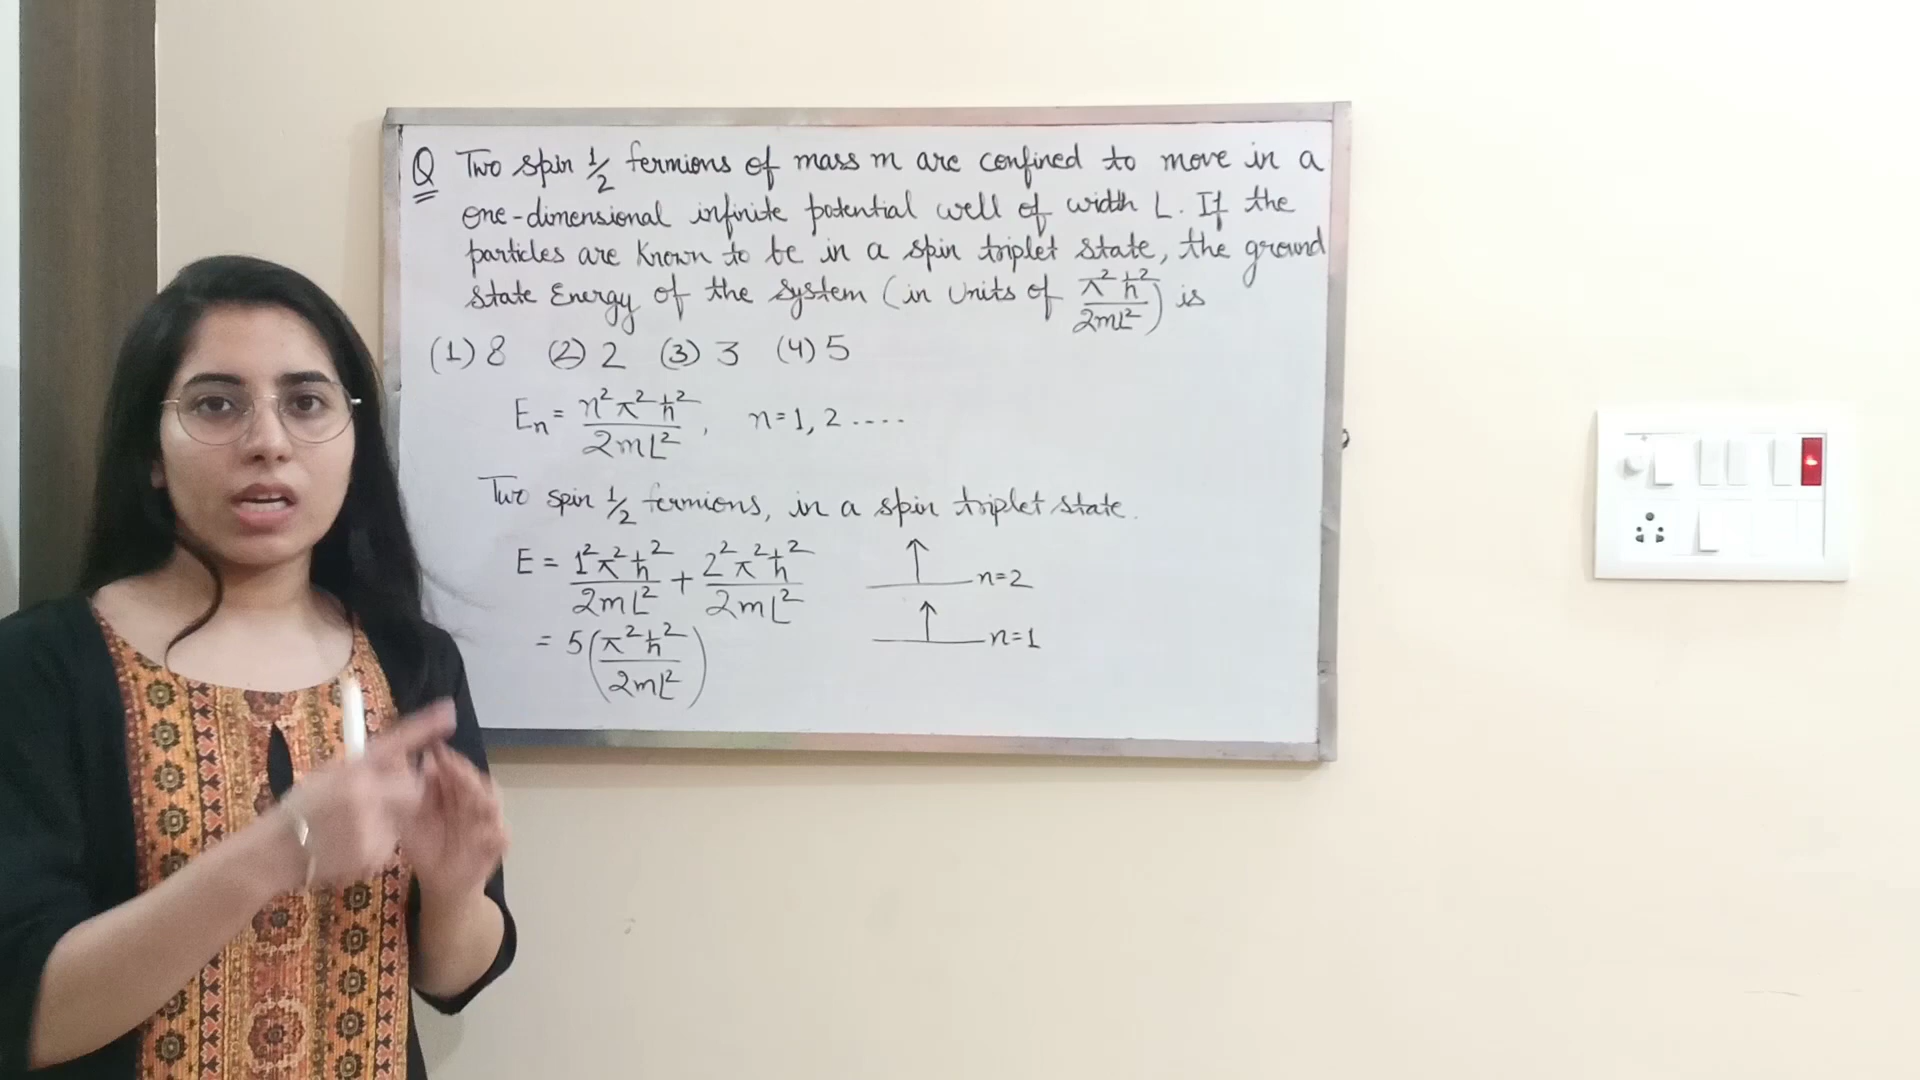 Q Two spin 1/2 fermions of mass m are confined to move in a
one-dimensional infinite potential well of width L. If the
particles are known to be in a spin triplet state, the ground
state Energy of the system (in units of π²ħ²/2mL²) is
(1) 8 (2) 2 (3) 3 (4) 5
Eₙ = n²π²ħ²/2mL², n=1, 2 ....
Two spin 1/2 fermions, in a spin triplet state.
E = 1²π²ħ²/2mL² + 2²π²ħ²/2mL² ↑ n=2
= 5(π²ħ²/2mL²) ↑ n=1